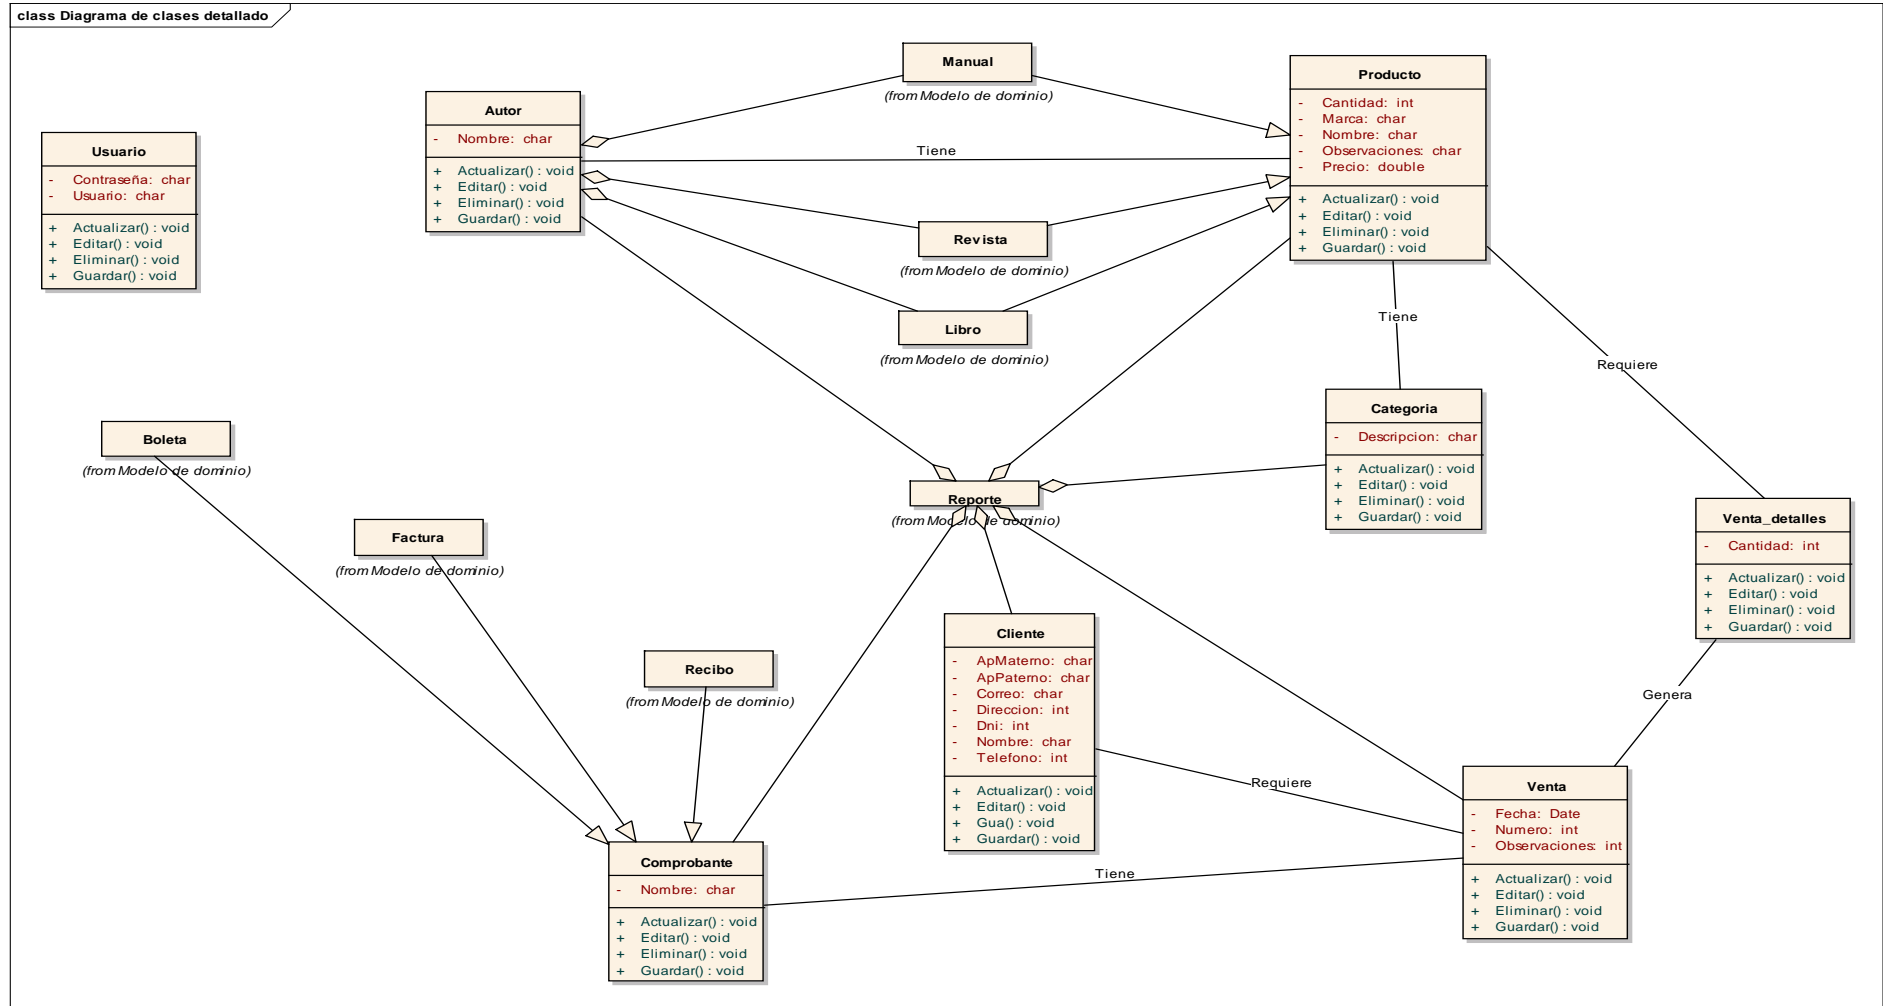 class Diagrama de clases detallado
Manual
(from Modelo de dominio)
Producto
- Cantidad: int
- Marca: char
- Nombre: char
- Observaciones: char
- Precio: double
+ Actualizar() : void
+ Editar() : void
+ Eliminar() : void
+ Guardar() : void
Autor
- Nombre: char
+ Actualizar() : void
+ Editar() : void
+ Eliminar() : void
+ Guardar() : void
Tiene
Usuario
- Contraseña: char
- Usuario: char
+ Actualizar() : void
+ Editar() : void
+ Eliminar() : void
+ Guardar() : void
Revista
(from Modelo de dominio)
Libro
(from Modelo de dominio)
Tiene
Requiere
Categoria
- Descripcion: char
+ Actualizar() : void
+ Editar() : void
+ Eliminar() : void
+ Guardar() : void
Boleta
(from Modelo de dominio)
Reporte
(from Modelo de dominio)
Factura
(from Modelo de dominio)
Venta_detalles
- Cantidad: int
+ Actualizar() : void
+ Editar() : void
+ Eliminar() : void
+ Guardar() : void
Cliente
- ApMaterno: char
- ApPaterno: char
- Correo: char
- Direccion: int
- Dni: int
- Nombre: char
- Telefono: int
+ Actualizar() : void
+ Editar() : void
+ Gua() : void
+ Guardar() : void
Recibo
(from Modelo de dominio)
Genera
Requiere
Venta
- Fecha: Date
- Numero: int
- Observaciones: int
+ Actualizar() : void
+ Editar() : void
+ Eliminar() : void
+ Guardar() : void
Tiene
Comprobante
- Nombre: char
+ Actualizar() : void
+ Editar() : void
+ Eliminar() : void
+ Guardar() : void